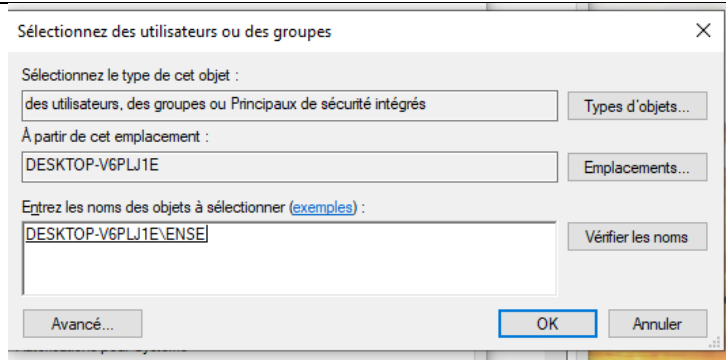 Sélectionnez des utilisateurs ou des groupes
Sélectionnez le type de cet objet :
des utilisateurs, des groupes ou Principaux de sécurité intégrés
Types d'objets...
À partir de cet emplacement :
DESKTOP-V6PLJ1E
Emplacements...
Entrez les noms des objets à sélectionner (exemples) :
DESKTOP-V6PLJ1E\ENSE
Vérifier les noms
Avancé...
OK
Annuler